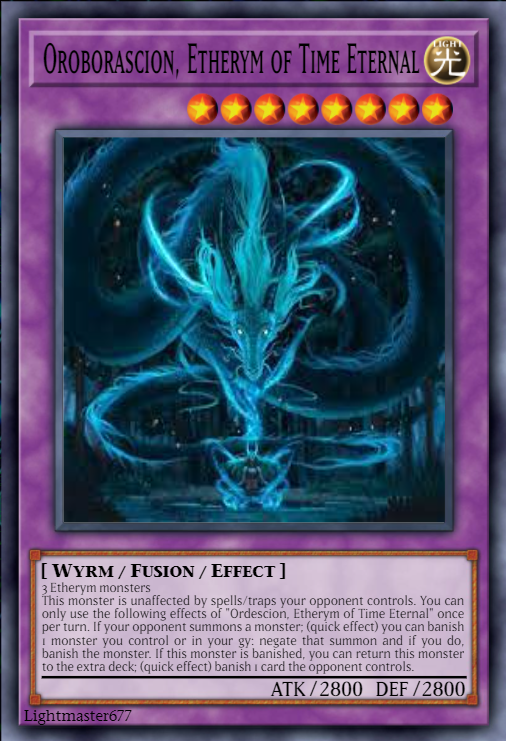 Oroborascion, Etherym of Time Eternal
LIGHT
光
[ Wyrm / Fusion / Effect ]
3 Etherym monsters
This monster is unaffected by spells/traps your opponent controls. You can
only use the following effects of "Ordescion, Etherym of Time Eternal" once
per turn. If your opponent summons a monster; (quick effect) you can banish
1 monster you control or in your gy: negate that summon and if you do,
banish the monster. If this monster is banished, you can return this monster
to the extra deck; (quick effect) banish 1 card the opponent controls.
ATK/2800 DEF/2800
Lightmaster677